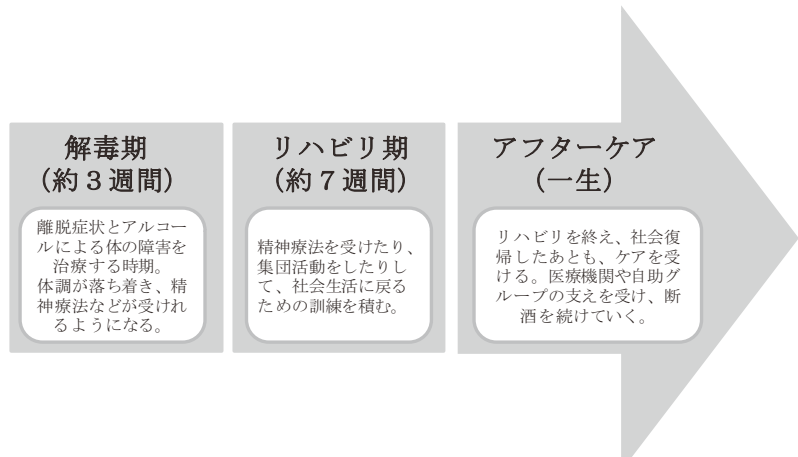 解毒期
（約３週間）
離脱症状とアルコー
ルによる体の障害を
治療する時期。
体調が落ち着き、精
神療法などが受けれ
るようになる。
リハビリ期
（約７週間）
精神療法を受けたり、
集団活動をしたりし
て、社会生活に戻る
ための訓練を積む。
アフターケア
（一生）
リハビリを終え、社会復
帰したあとも、ケアを受
ける。医療機関や自助グ
ループの支えを受け、断
酒を続けていく。